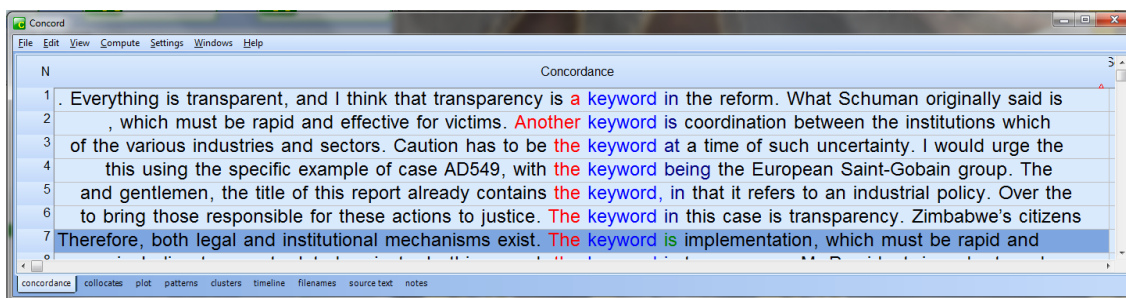 Concord
File Edit View Compute Settings Windows Help
N Concordance
1 . Everything is transparent, and I think that transparency is a keyword in the reform. What Schuman originally said is
2 , which must be rapid and effective for victims. Another keyword is coordination between the institutions which
3 of the various industries and sectors. Caution has to be the keyword at a time of such uncertainty. I would urge the
4 this using the specific example of case AD549, with the keyword being the European Saint-Gobain group. The
5 and gentlemen, the title of this report already contains the keyword, in that it refers to an industrial policy. Over the
6 to bring those responsible for these actions to justice. The keyword in this case is transparency. Zimbabwe's citizens
7 Therefore, both legal and institutional mechanisms exist. The keyword is implementation, which must be rapid and
concordance collocates plot patterns clusters timeline filenames source text notes